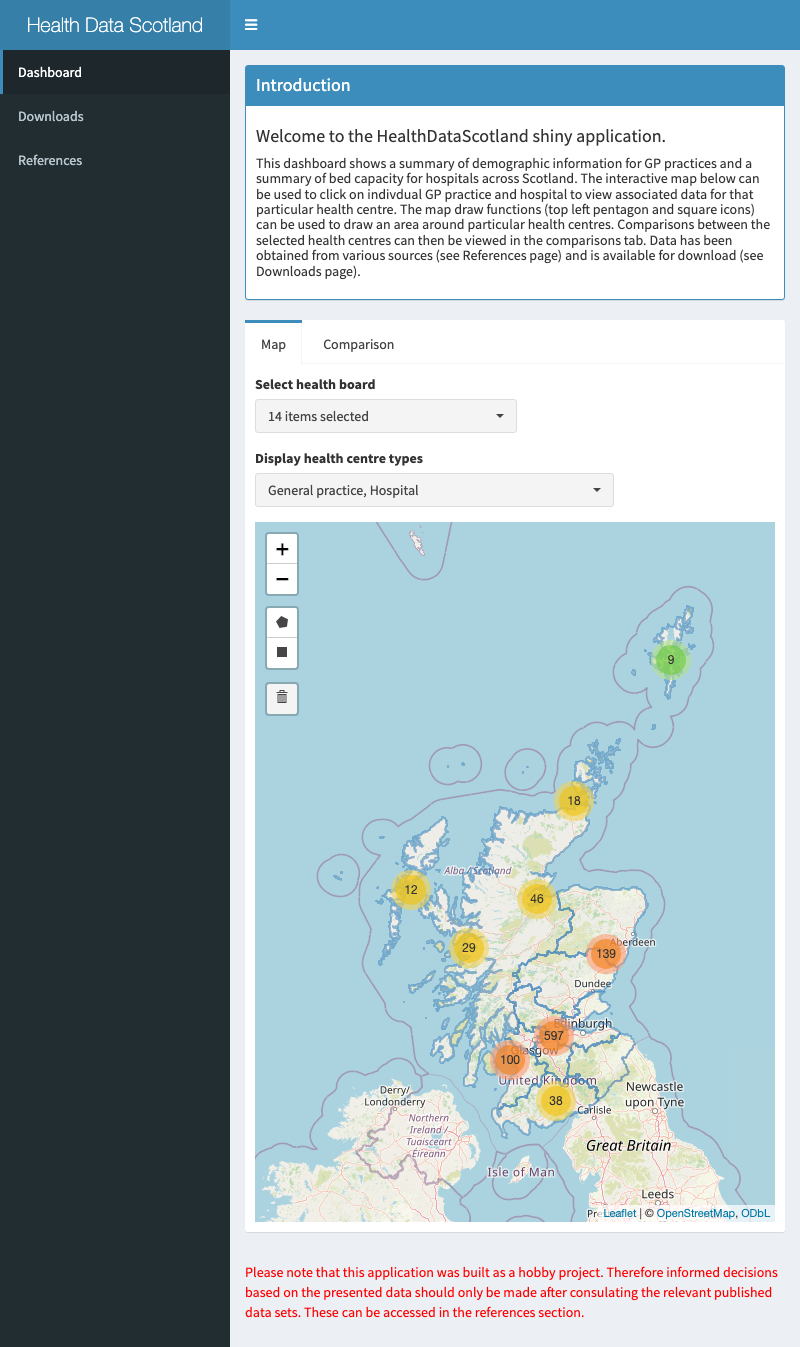 Health Data Scotland
Dashboard
Downloads
References
Introduction
Welcome to the HealthDataScotland shiny application.
This dashboard shows a summary of demographic information for GP practices and a
summary of bed capacity for hospitals across Scotland. The interactive map below can
be used to click on indivdual GP practice and hospital to view associated data for that
particular health centre. The map draw functions (top left pentagon and square icons)
can be used to draw an area around particular health centres. Comparisons between the
selected health centres can then be viewed in the comparisons tab. Data has been
obtained from various sources (see References page) and is available for download (see
Downloads page).
Map Comparison
Select health board
14 items selected
Display health centre types
General practice, Hospital
+
−
9
18
Alba / Scotland
12
46
29
Aberdeen
139
Dundee
Edinburgh
597
Glasgow
100
United Kingdom
38
Carlisle
Newcastle
upon Tyne
Derry/
Londonderry
Northern
Ireland /
Tuaisceart
Éireann
Great Britain
Isle of Man
Leeds
Leaflet | © OpenStreetMap, ODbL
Please note that this application was built as a hobby project. Therefore informed decisions
based on the presented data should only be made after consulating the relevant published
data sets. These can be accessed in the references section.